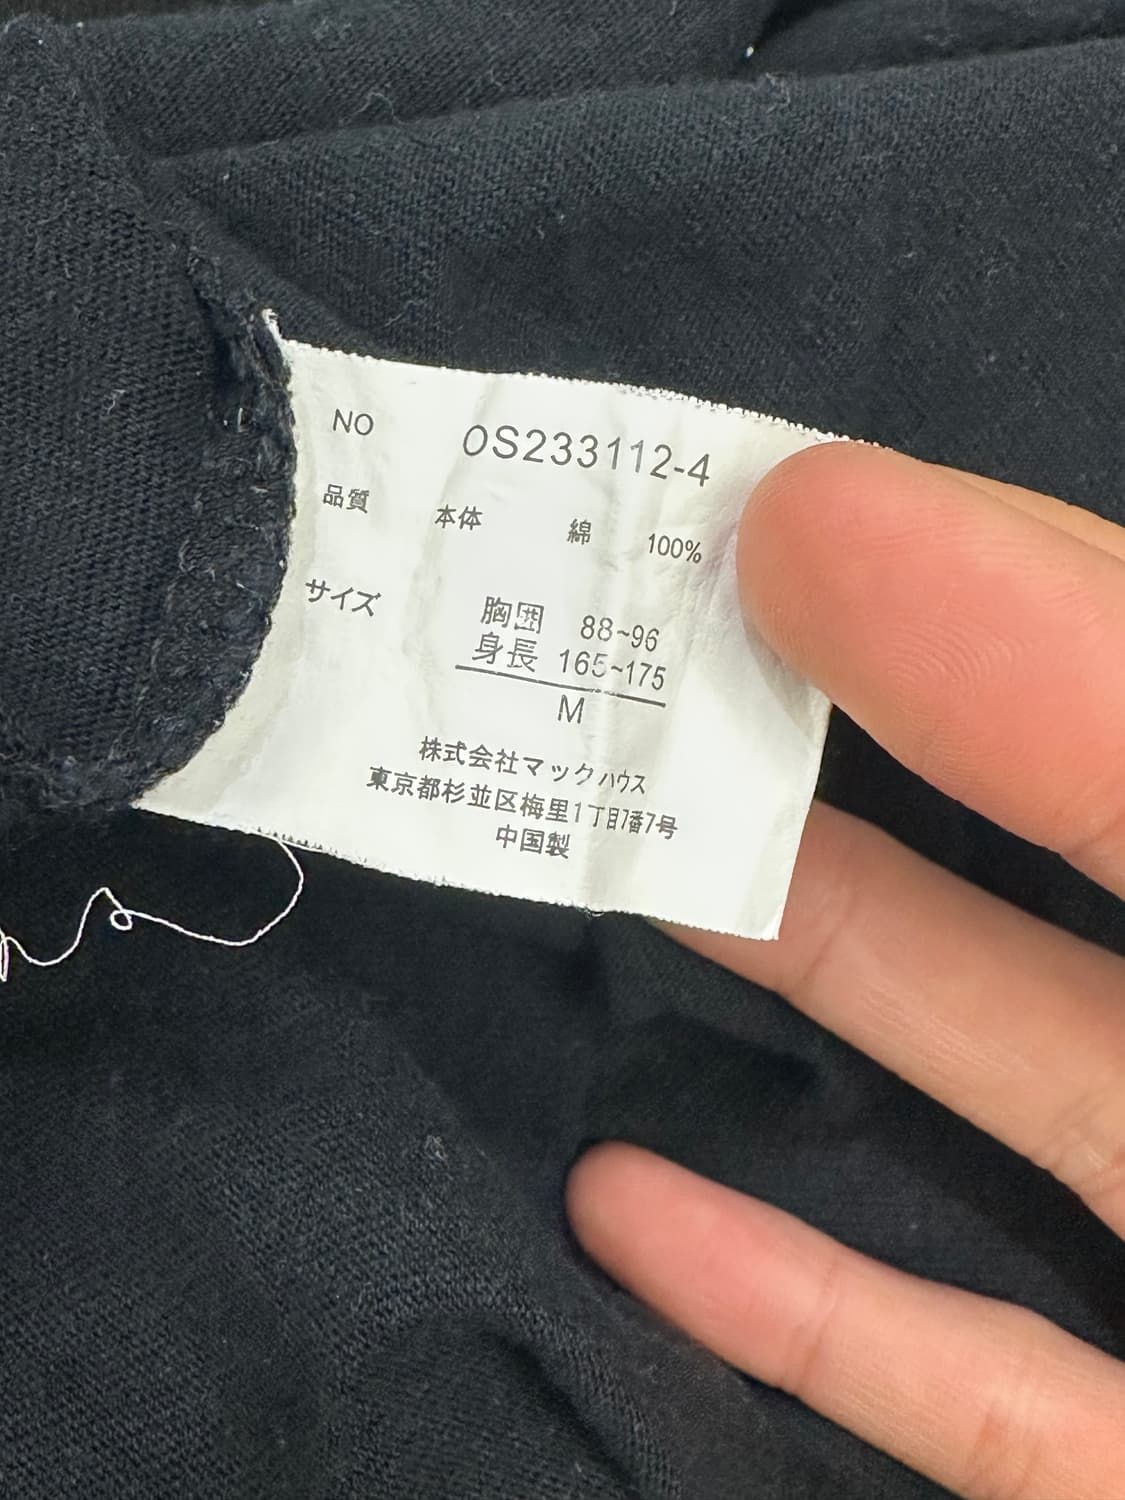 NO OS233112-4
品質 本体 綿 100%
サイズ 胸囲 88~96
身長 165~175
M
株式会社マックハウス
東京都杉並区梅里1丁目7番7号
中国製